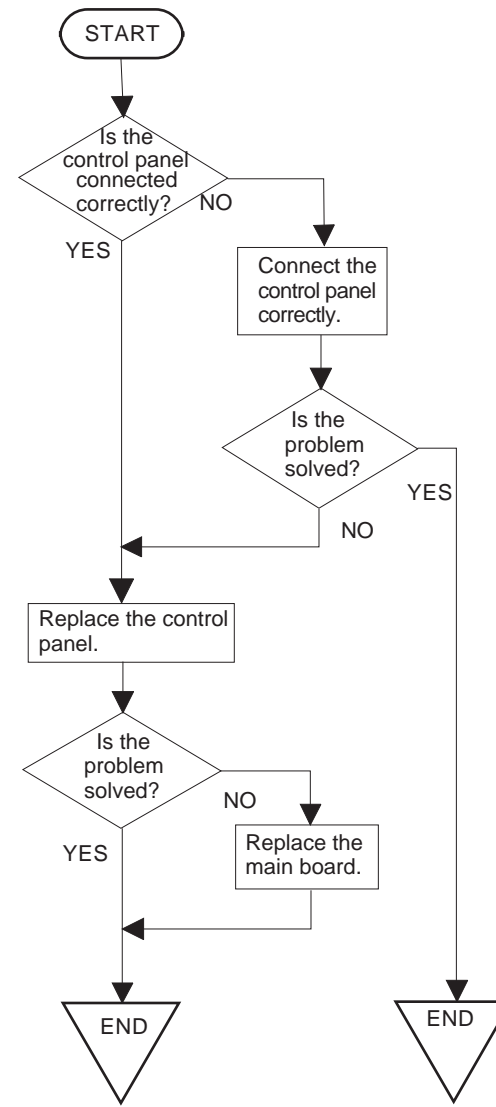 START
Is the
control panel
connected
correctly?
NO
YES
Connect the
control panel
correctly.
Is the
problem
solved?
YES
NO
Replace the control
panel.
Is the
problem
solved?
NO
YES
Replace the
main board.
END
END